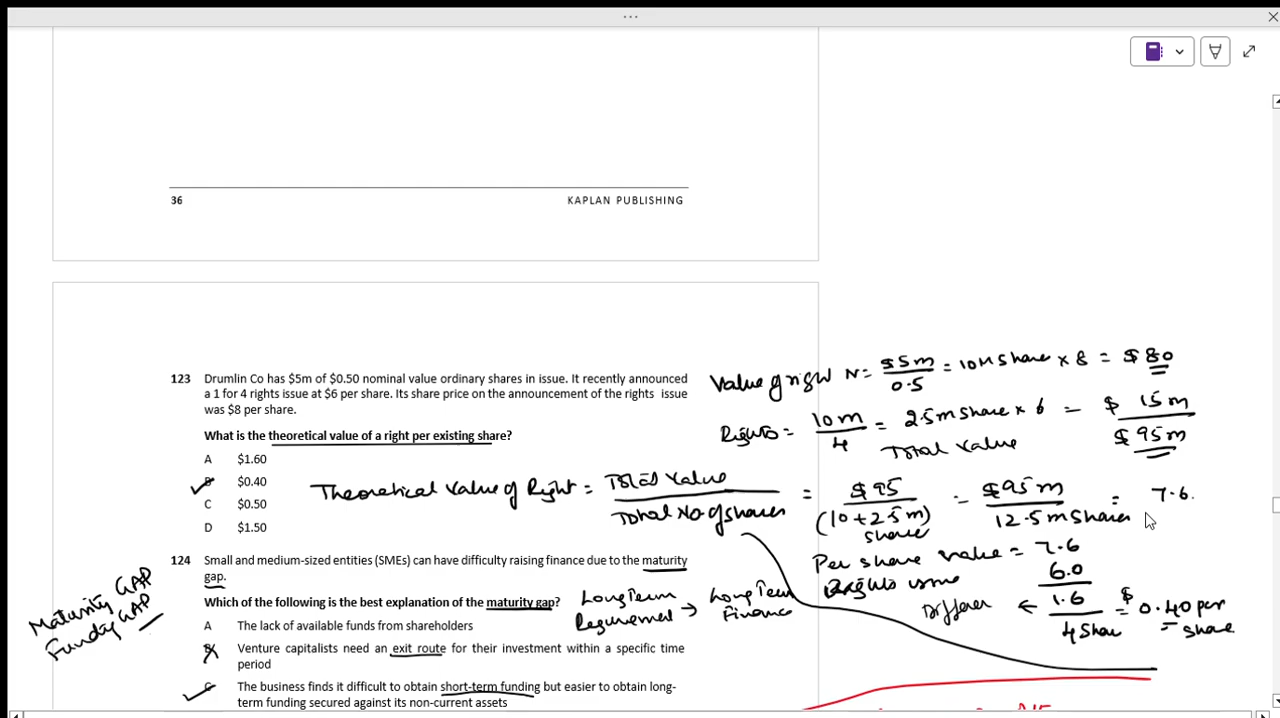 36
KAPLAN PUBLISHING
123 Drumlin Co has $5m of $0.50 nominal value ordinary shares in issue. It recently announced
a 1 for 4 rights issue at $6 per share. Its share price on the announcement of the rights issue
was $8 per share.
What is the theoretical value of a right per existing share?
A $1.60
B $0.40
C $0.50
D $1.50
Value of right N = $5m / 0.5 = 10M share × 8 = $80
Rights = 10m / 4 = 2.5m share × 6 = $15m
Total Value $95m
Theoretical Value of Right = Total Value / Total No of shares = $95 / (10+2.5m) share = $95m / 12.5m Shares = 7.6.
Per share value = 7.6
Rights issue 6.0
Differen ← 1.6 / 4 Shar = $0.40 per share
124 Small and medium-sized entities (SMEs) can have difficulty raising finance due to the maturity
gap.
Which of the following is the best explanation of the maturity gap?
A The lack of available funds from shareholders
B Venture capitalists need an exit route for their investment within a specific time
period
C The business finds it difficult to obtain short-term funding but easier to obtain long-
term funding secured against its non-current assets
Maturity GAP
Fundy GAP
Long Term Requirement → Long Term Finance